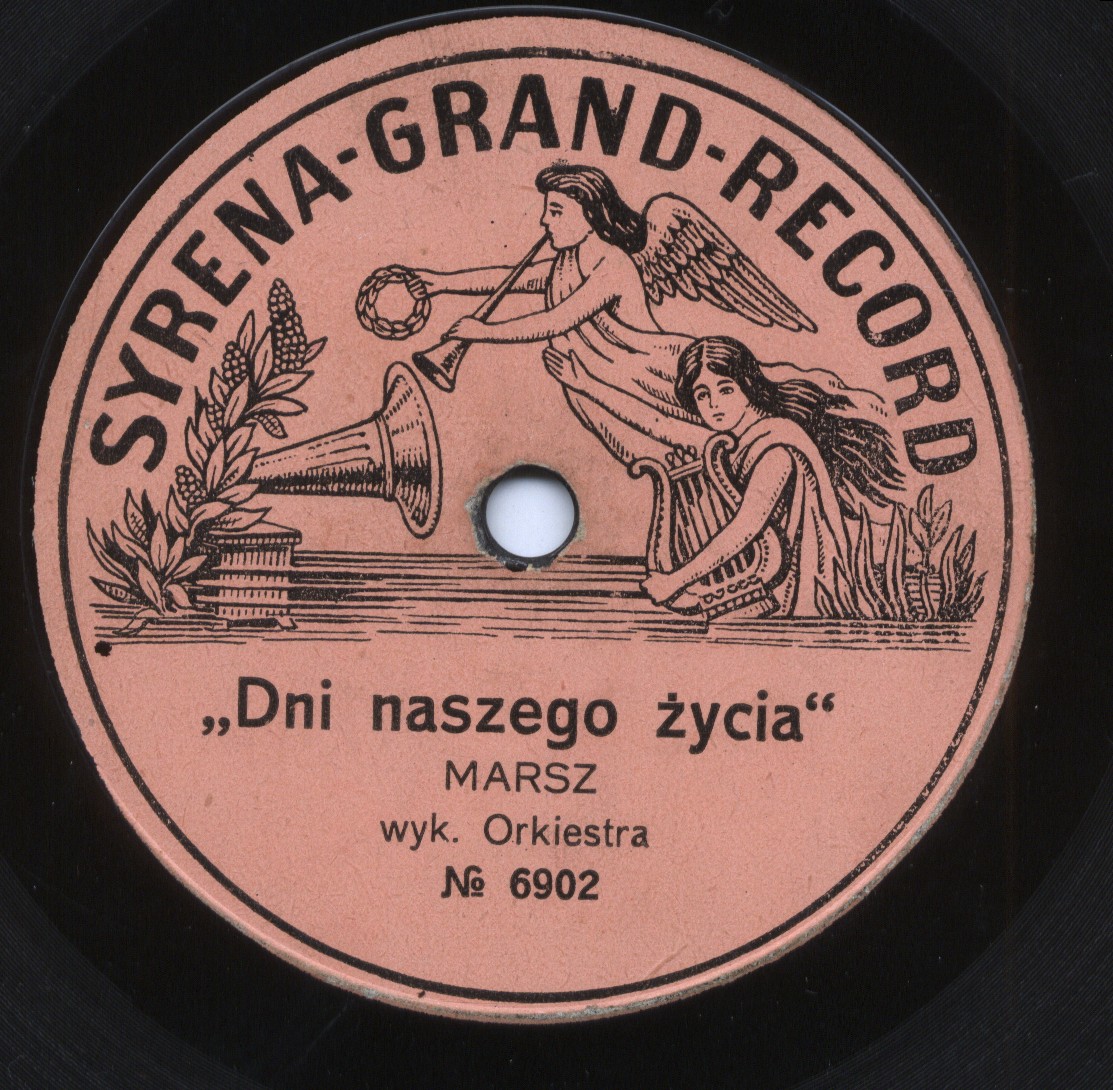 SYRENA-GRAND-RECORD
„Dni naszego życia“
MARSZ
wyk. Orkiestra
№ 6902